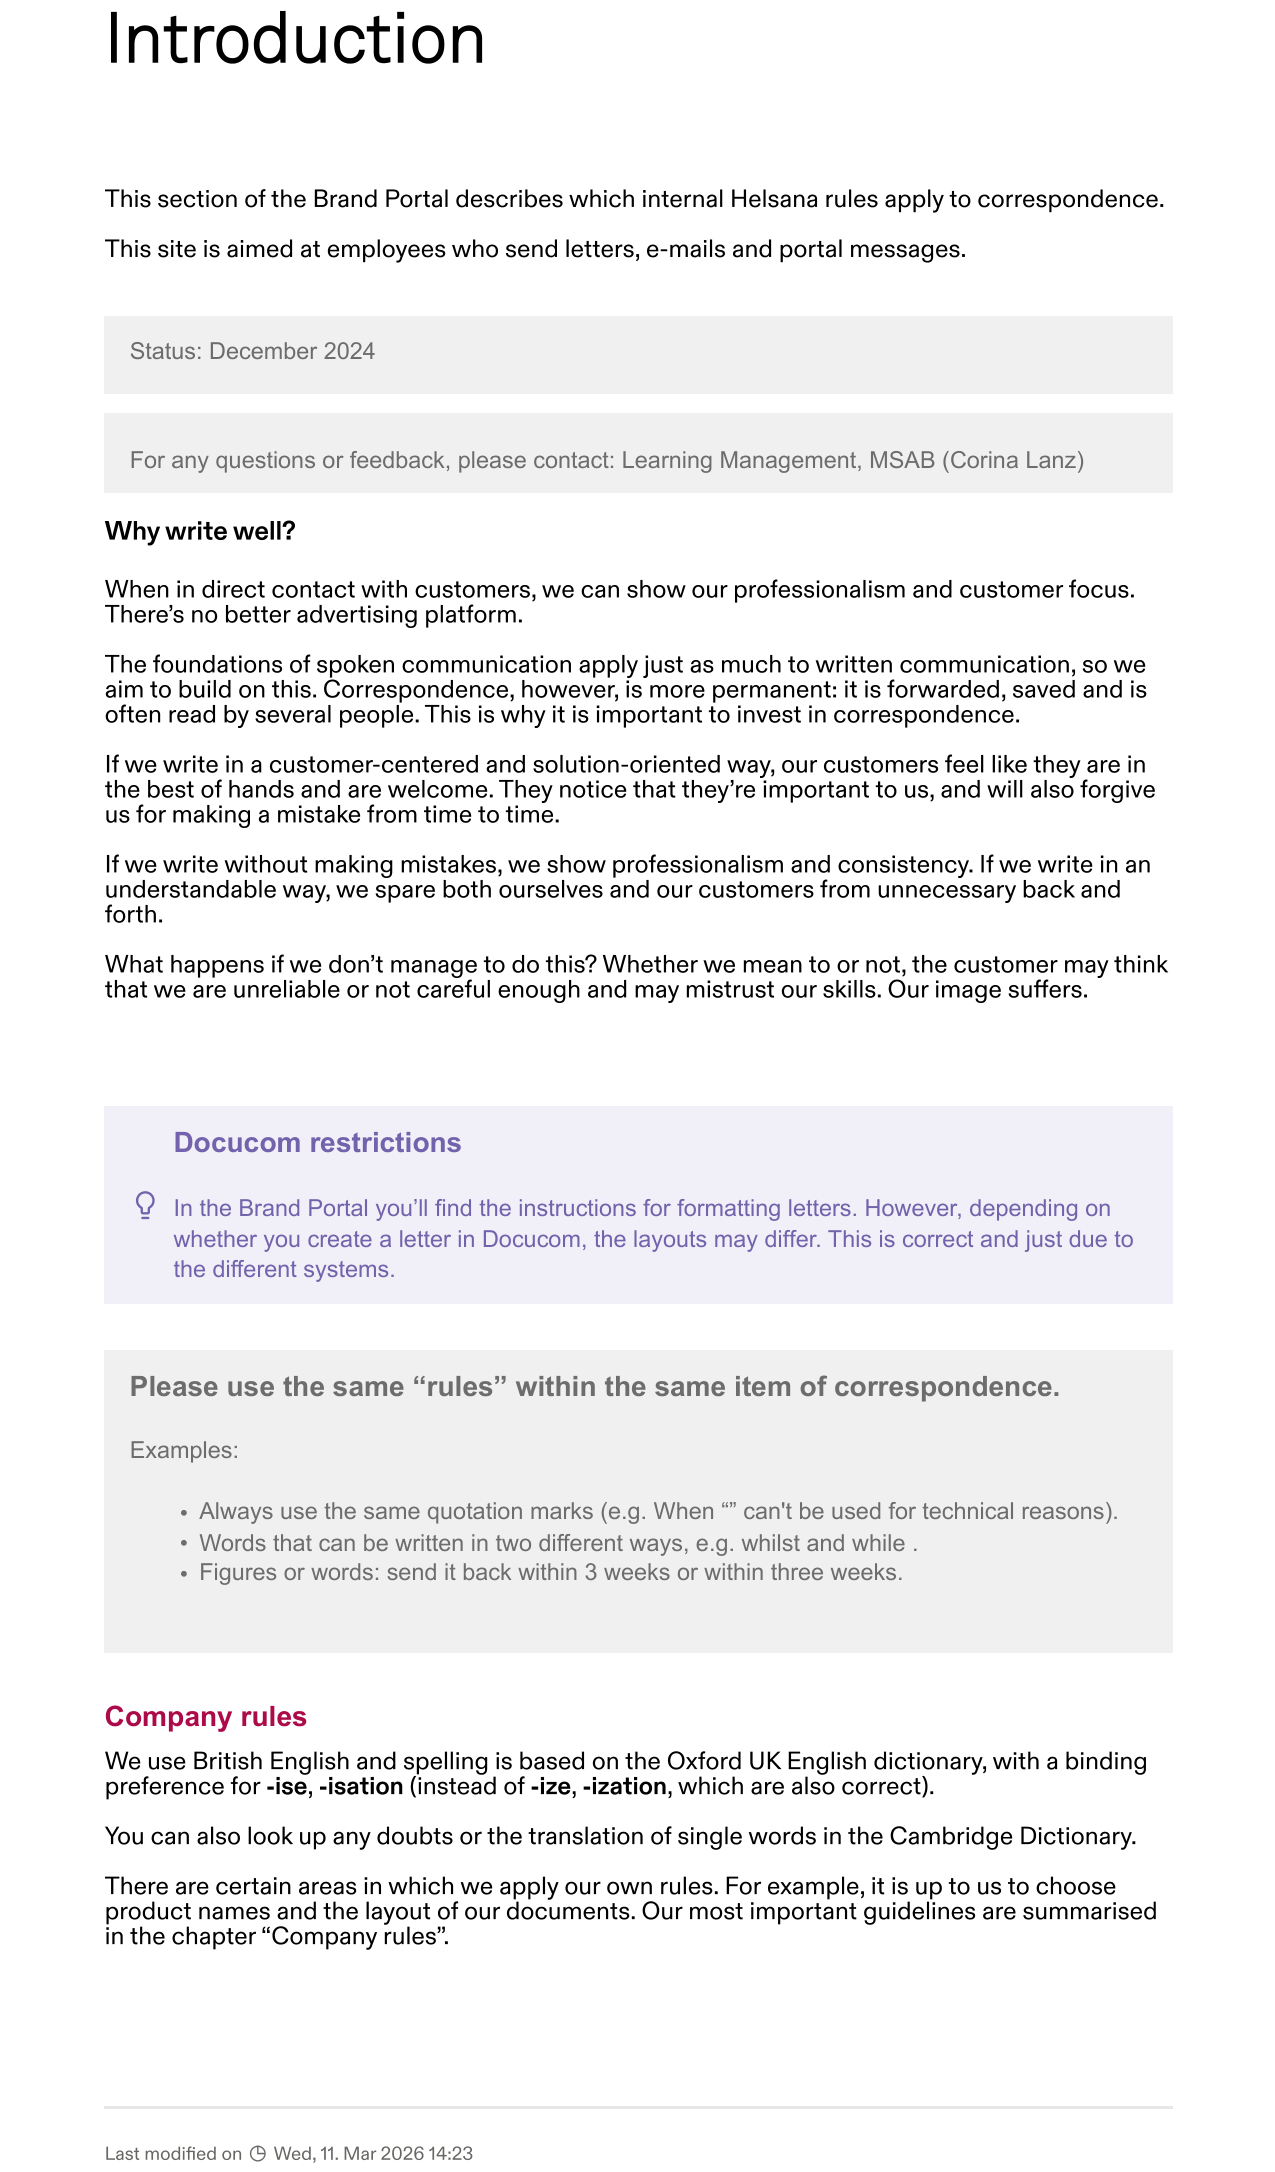 Introduction
This section of the Brand Portal describes which internal Helsana rules apply to correspondence.
This site is aimed at employees who send letters, e-mails and portal messages.
Status: December 2024
For any questions or feedback, please contact: Learning Management, MSAB (Corina Lanz)
Why write well?
When in direct contact with customers, we can show our professionalism and customer focus.
There’s no better advertising platform.
The foundations of spoken communication apply just as much to written communication, so we
aim to build on this. Correspondence, however, is more permanent: it is forwarded, saved and is
often read by several people. This is why it is important to invest in correspondence.
If we write in a customer-centered and solution-oriented way, our customers feel like they are in
the best of hands and are welcome. They notice that they’re important to us, and will also forgive
us for making a mistake from time to time.
If we write without making mistakes, we show professionalism and consistency. If we write in an
understandable way, we spare both ourselves and our customers from unnecessary back and
forth.
What happens if we don’t manage to do this? Whether we mean to or not, the customer may think
that we are unreliable or not careful enough and may mistrust our skills. Our image suffers.
Docucom restrictions
In the Brand Portal you’ll find the instructions for formatting letters. However, depending on
whether you create a letter in Docucom, the layouts may differ. This is correct and just due to
the different systems.
Please use the same “rules” within the same item of correspondence.
Examples:
• Always use the same quotation marks (e.g. When “” can't be used for technical reasons).
• Words that can be written in two different ways, e.g. whilst and while .
• Figures or words: send it back within 3 weeks or within three weeks.
Company rules
We use British English and spelling is based on the Oxford UK English dictionary, with a binding
preference for -ise, -isation (instead of -ize, -ization, which are also correct).
You can also look up any doubts or the translation of single words in the Cambridge Dictionary.
There are certain areas in which we apply our own rules. For example, it is up to us to choose
product names and the layout of our documents. Our most important guidelines are summarised
in the chapter “Company rules”.
Last modified on Wed, 11. Mar 2026 14:23